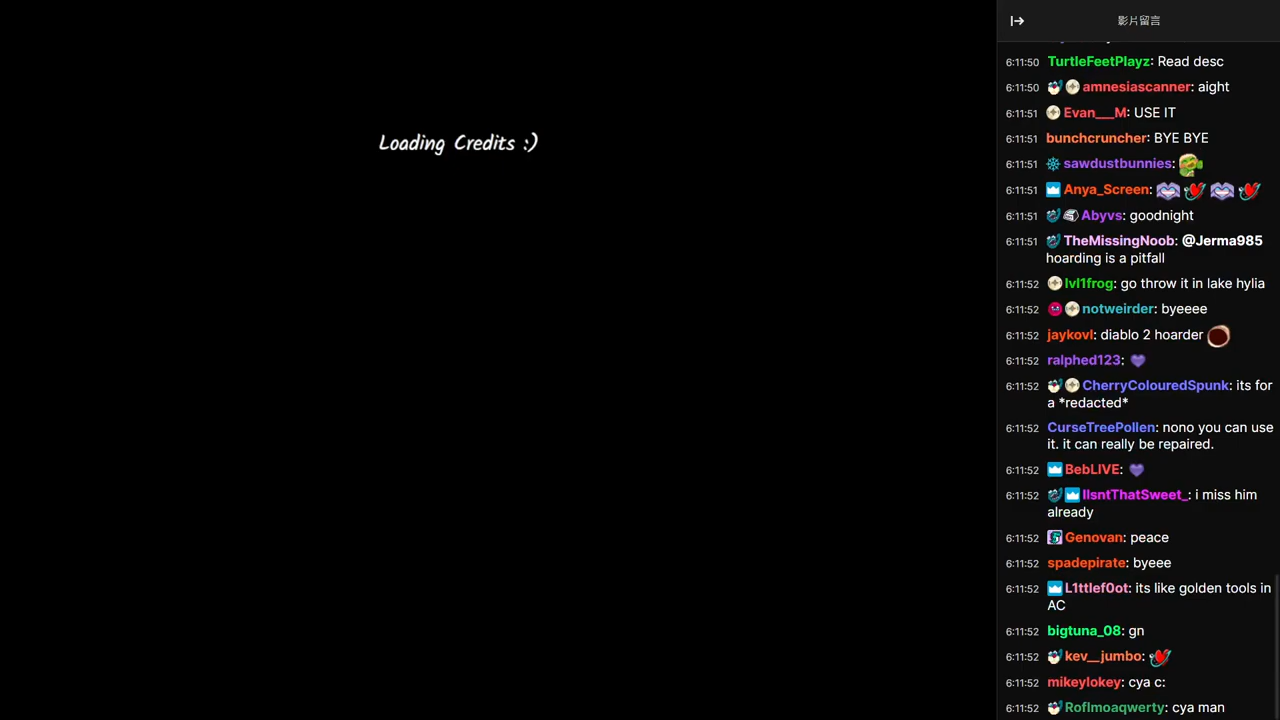 影片留言
Loading Credits :)
6:11:50 TurtleFeetPlayz: Read desc
6:11:50 amnesiascanner: aight
6:11:51 Evan___M: USE IT
6:11:51 bunchcruncher: BYE BYE
6:11:51 sawdustbunnies:
6:11:51 Anya_Screen:
6:11:51 Abyvs: goodnight
6:11:51 TheMissingNoob: @Jerma985
hoarding is a pitfall
6:11:52 lvl1frog: go throw it in lake hylia
6:11:52 notweirder: byeeee
6:11:52 jaykovl: diablo 2 hoarder
6:11:52 ralphed123:
6:11:52 CherryColouredSpunk: its for
a *redacted*
6:11:52 CurseTreePollen: nono you can use
it. it can really be repaired.
6:11:52 BebLIVE:
6:11:52 IIsntThatSweet_: i miss him
already
6:11:52 Genovan: peace
6:11:52 spadepirate: byeee
6:11:52 L1ttlef0ot: its like golden tools in
AC
6:11:52 bigtuna_08: gn
6:11:52 kev__jumbo:
6:11:52 mikeylokey: cya c:
6:11:52 Roflmoaqwerty: cya man